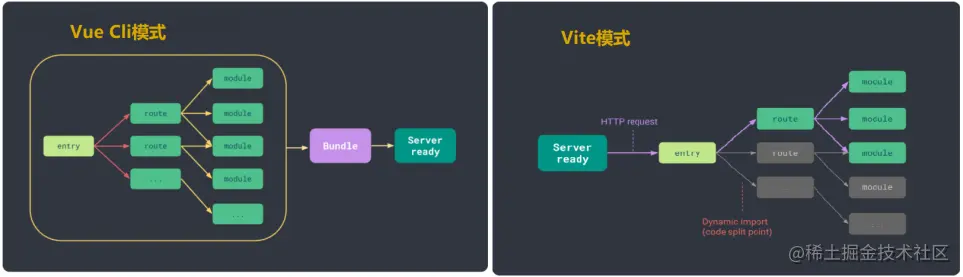 Vue Cli模式
module
route
module
entry
route
module
Bundle
Server
ready
...
module
...
Vite模式
module
HTTP request
route
module
Server
ready
entry
route
module
module
Dynamic import
(code split point)
...
@稀土掘金技术社区